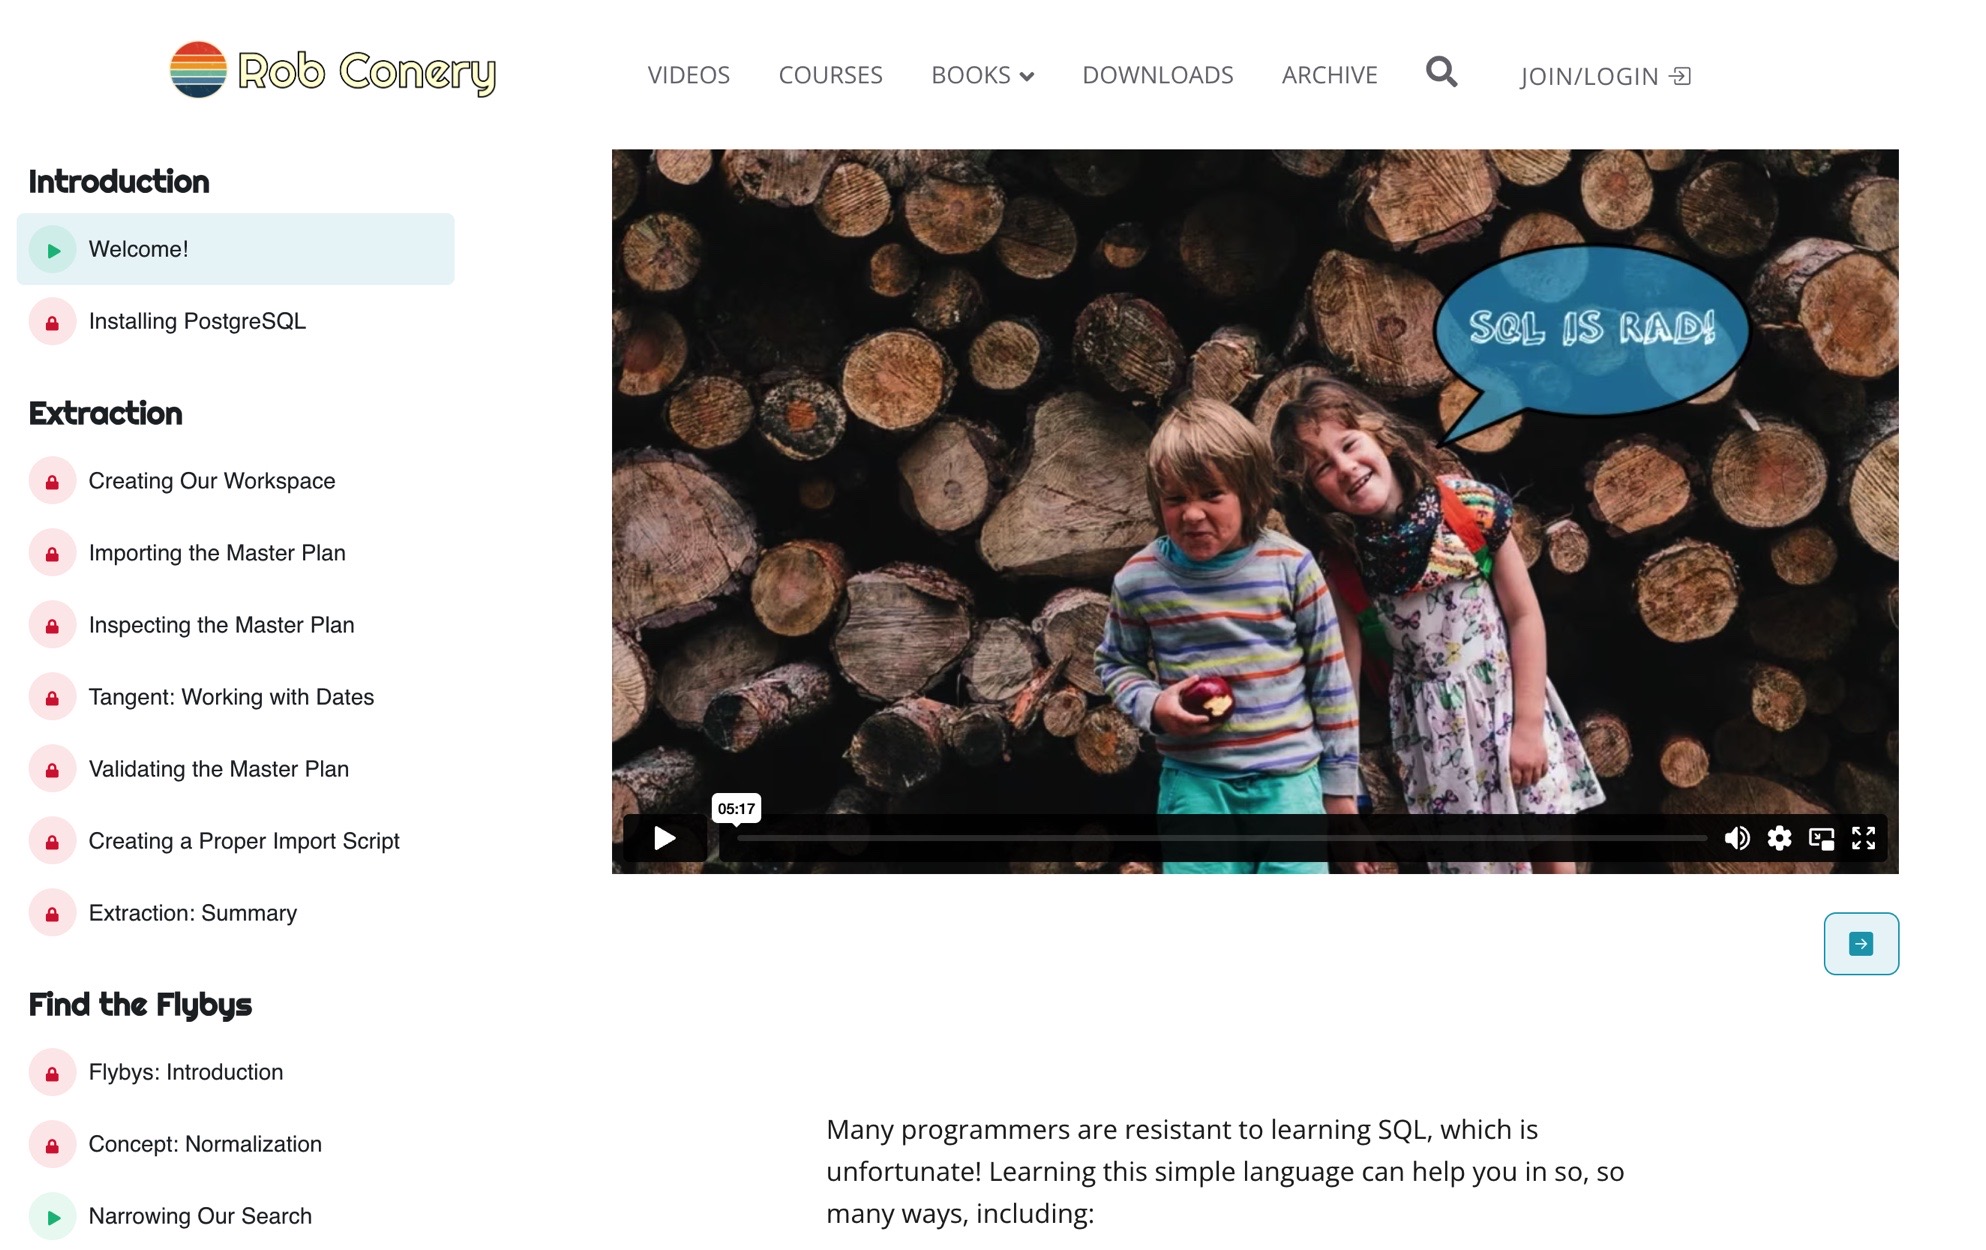 Rob Conery
VIDEOS
COURSES
BOOKS
DOWNLOADS
ARCHIVE
JOIN/LOGIN
Introduction
Welcome!
Installing PostgreSQL
Extraction
Creating Our Workspace
Importing the Master Plan
Inspecting the Master Plan
Tangent: Working with Dates
Validating the Master Plan
Creating a Proper Import Script
Extraction: Summary
Find the Flybys
Flybys: Introduction
Concept: Normalization
Narrowing Our Search
SQL IS RAD!
05:17
Many programmers are resistant to learning SQL, which is
unfortunate! Learning this simple language can help you in so, so
many ways, including: